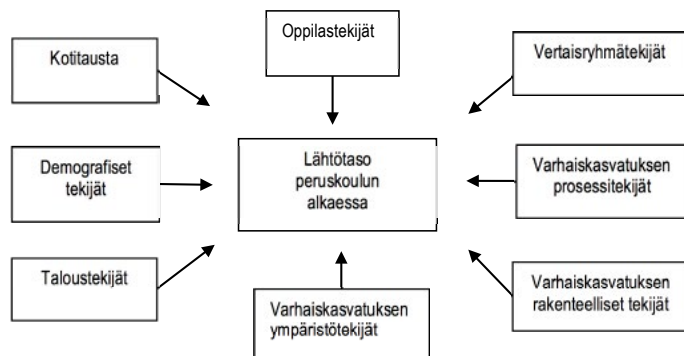 Kotitausta
Oppilastekijät
Vertaisryhmätekijät
Demografiset
tekijät
Lähtötaso
peruskoulun
alkaessa
Varhaiskasvatuksen
prosessitekijät
Taloustekijät
Varhaiskasvatuksen
ympäristötekijät
Varhaiskasvatuksen
rakenteelliset tekijät